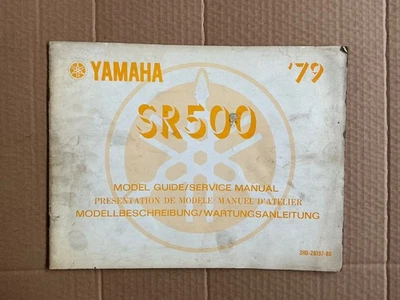 YAMAHA '79
SR500
MODEL GUIDE/SERVICE MANUAL
PRESENTATION DE MODELE MANUEL D'ATELIER
MODELLBESCHREIBUNG/WARTUNGSANLEITUNG